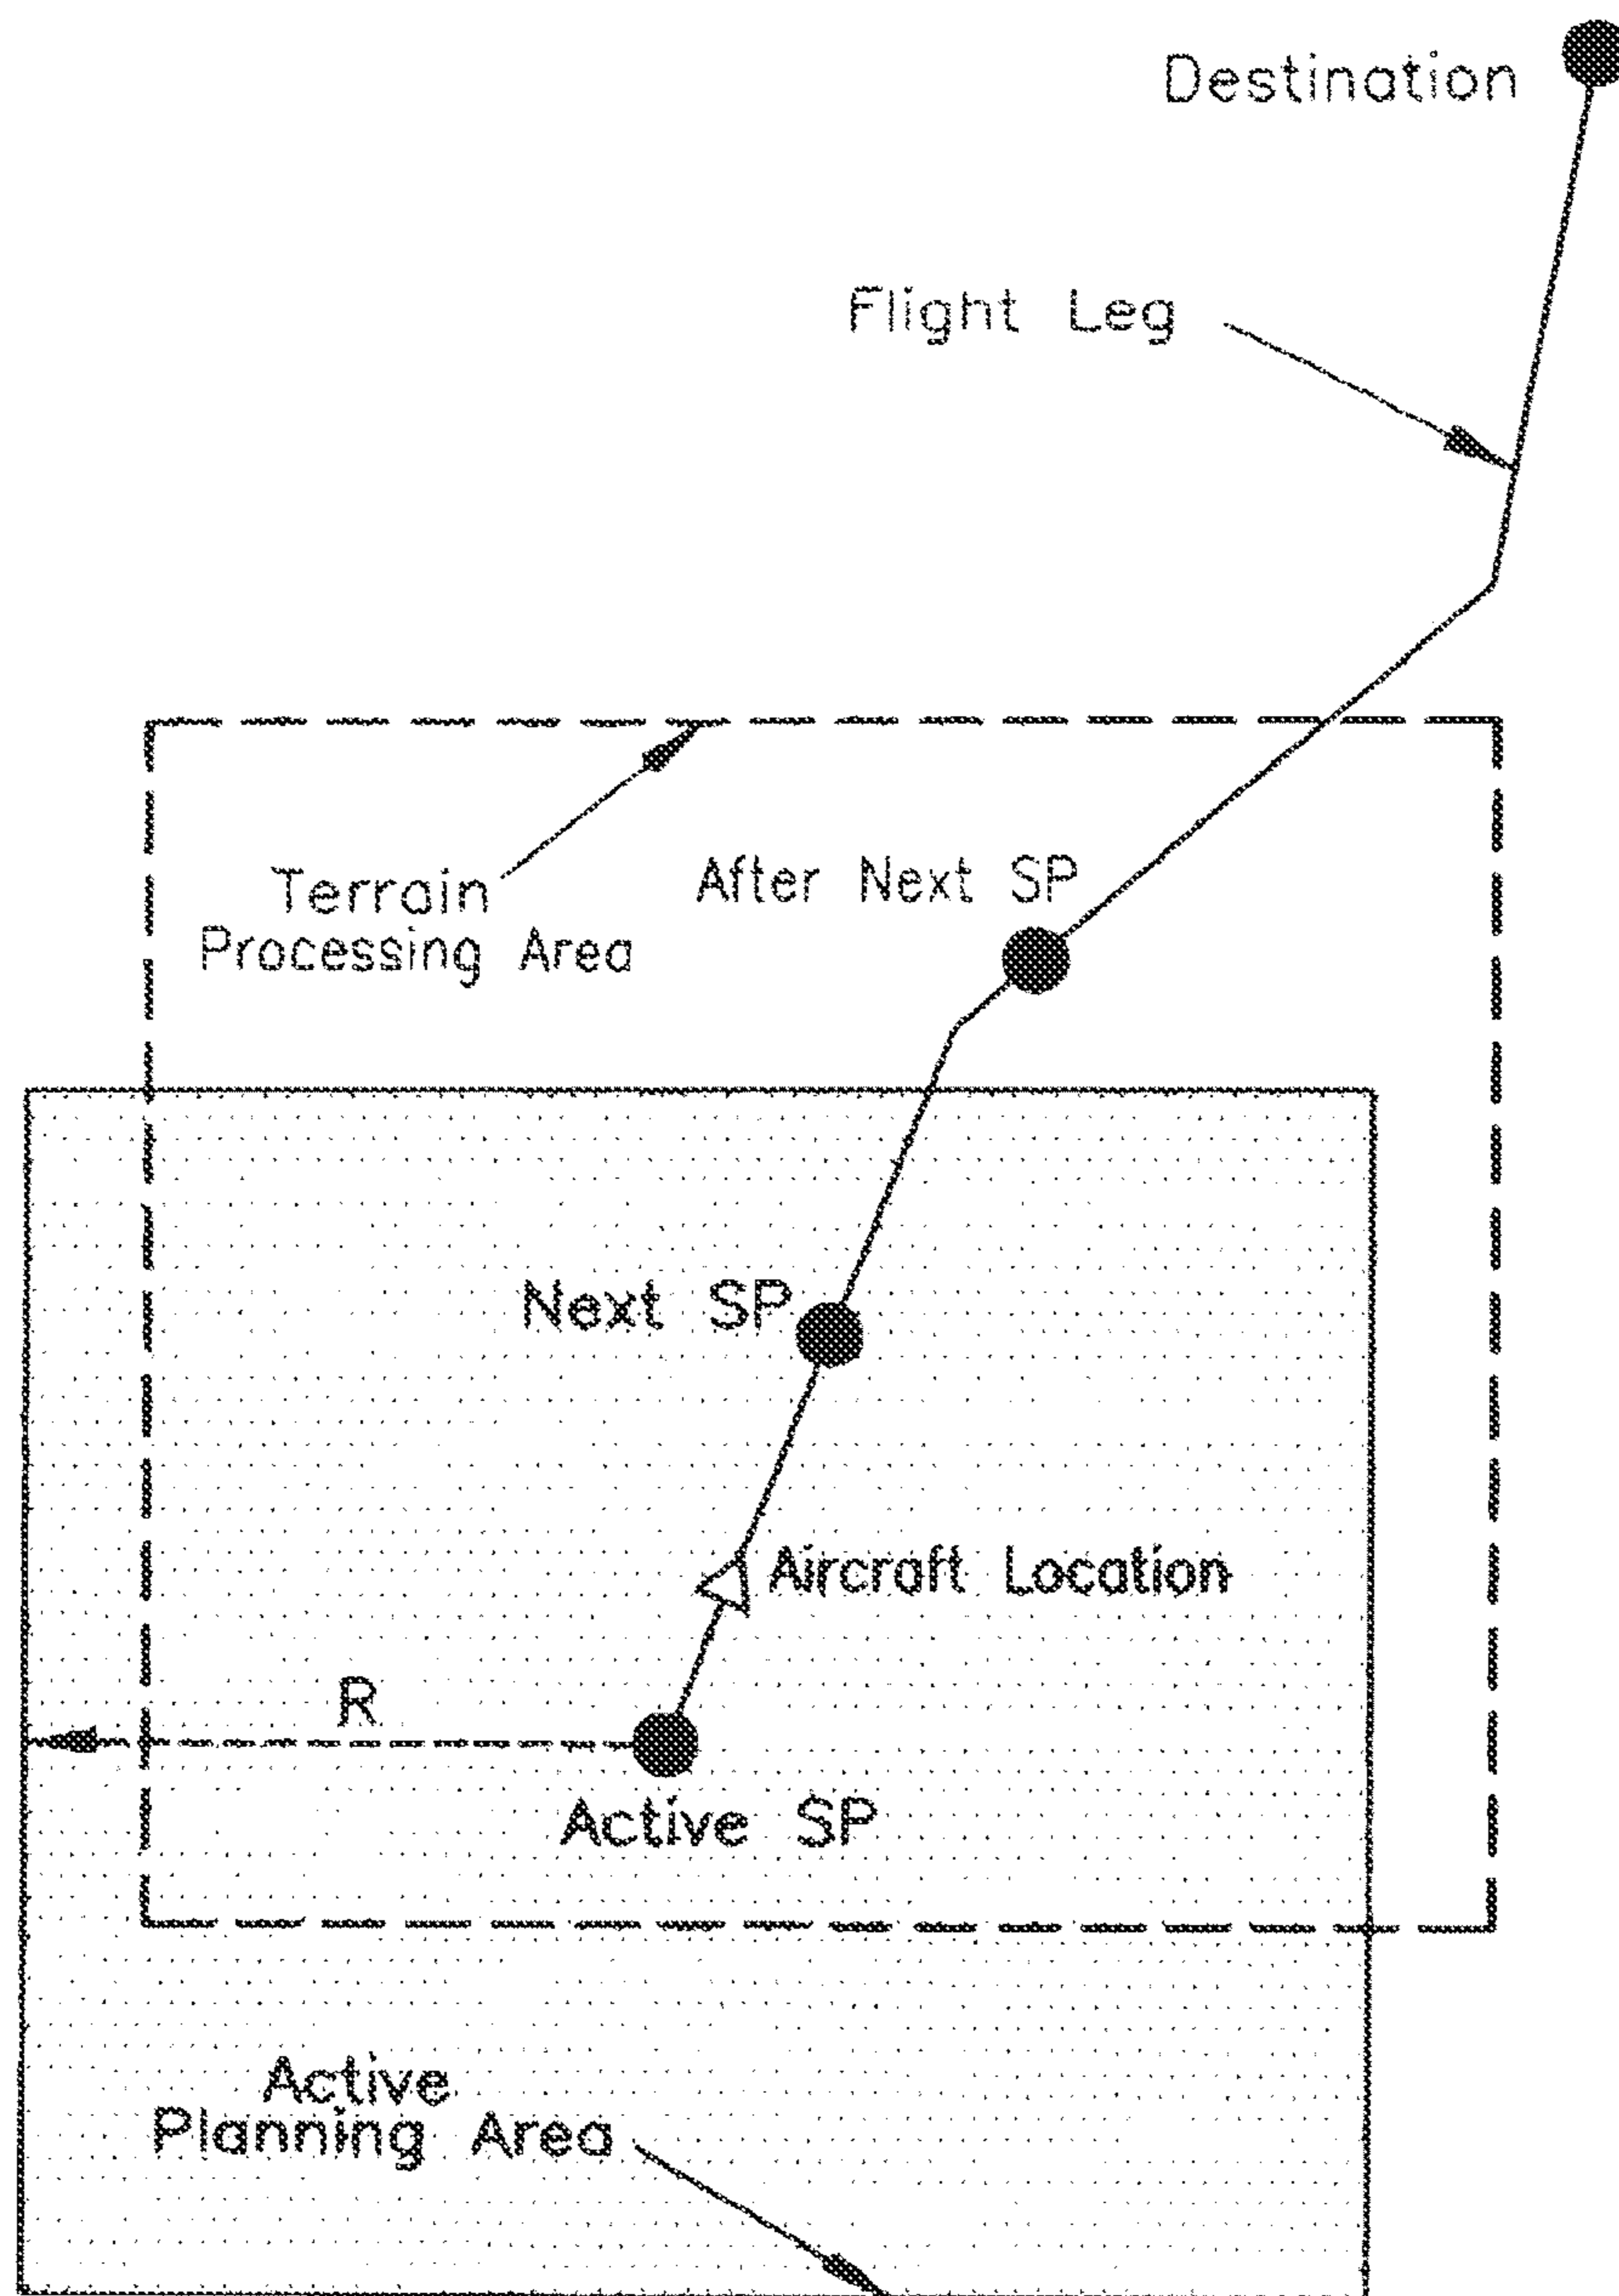 Destination
Flight Leg
Terrain
Processing Area
After Next SP
Next SP
Aircraft Location
R
Active SP
Active
Planning Area